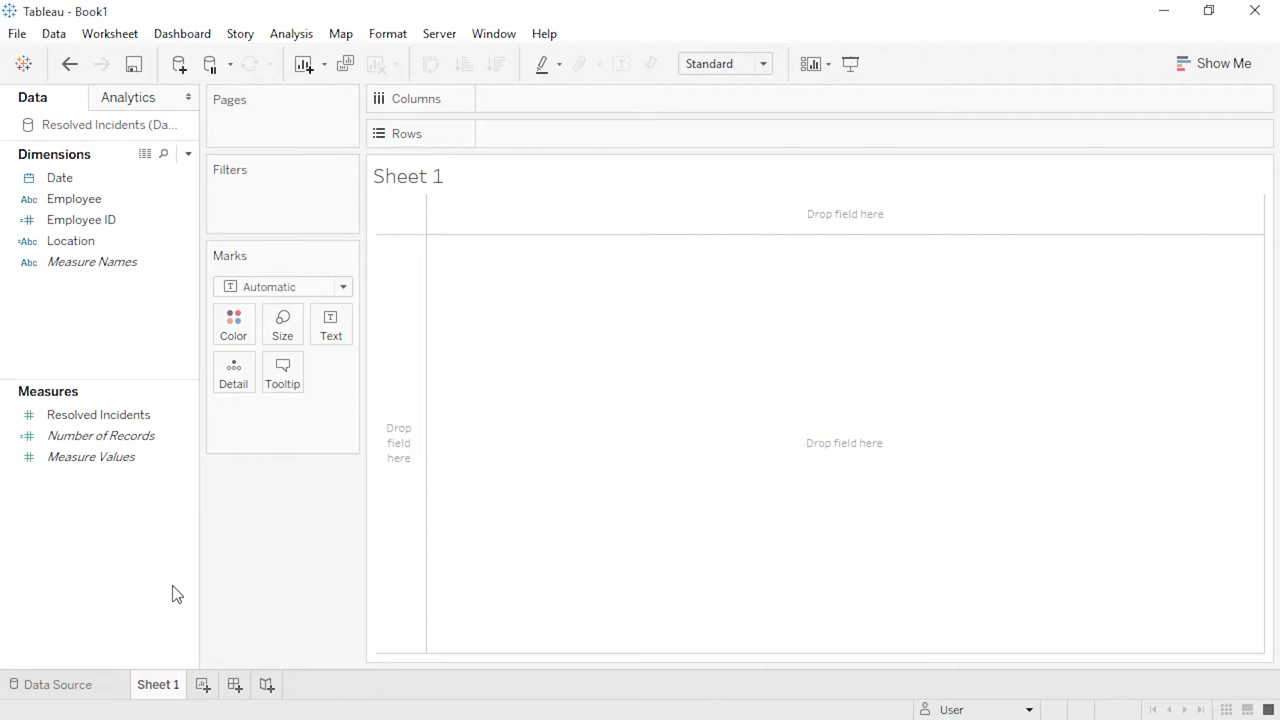 Tableau - Book1
File Data Worksheet Dashboard Story Analysis Map Format Server Window Help
Standard
Show Me
Data
Analytics
Resolved Incidents (Da...
Dimensions
Date
Abc Employee
Employee ID
=Abc Location
Abc Measure Names
Measures
Resolved Incidents
Number of Records
Measure Values
Pages
Filters
Marks
Automatic
Color Size Text
Detail Tooltip
Columns
Rows
Sheet 1
Drop field here
Drop
field
here
Drop field here
Data Source
Sheet 1
User